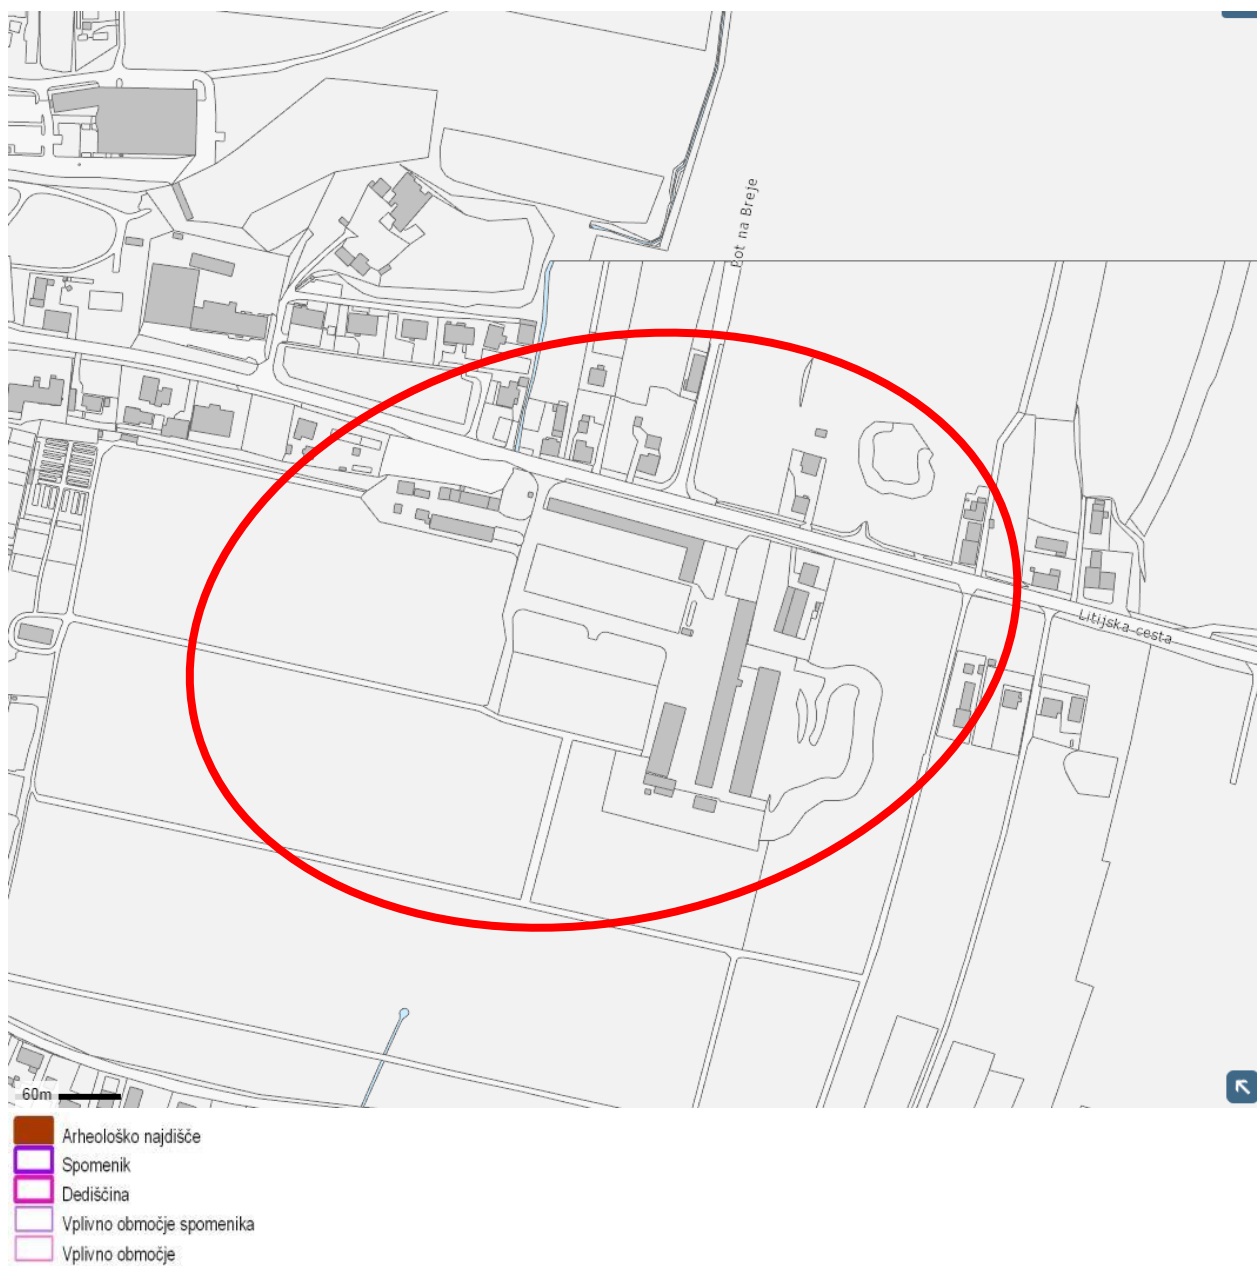 Pot na Breje
Litijska cesta
60m
Arheološko najdišče
Spomenik
Dediščina
Vplivno območje spomenika
Vplivno območje